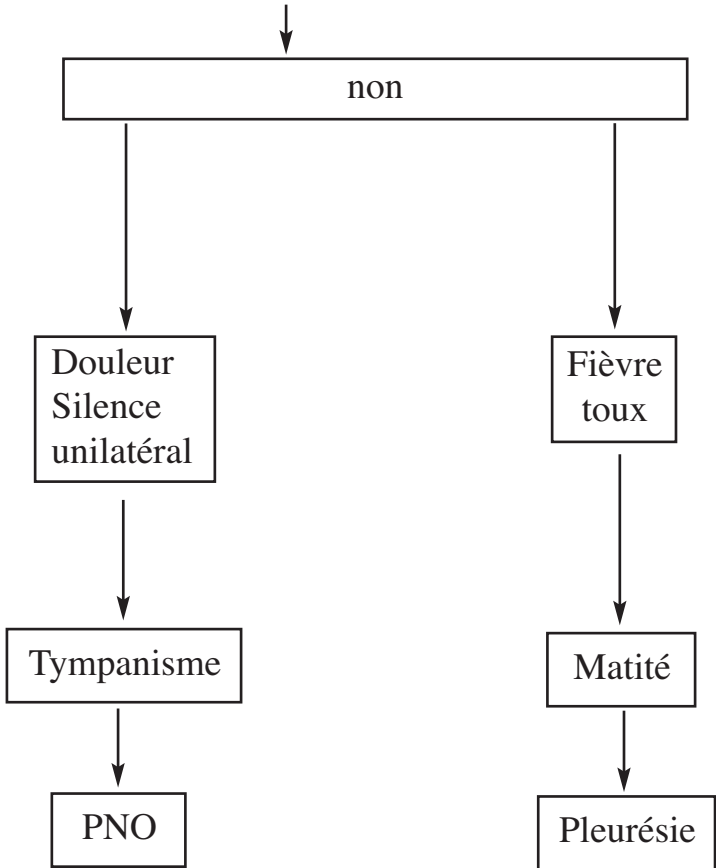 non
Douleur
Silence
unilatéral
Fièvre
toux
Tympanisme
Matité
PNO
Pleurésie